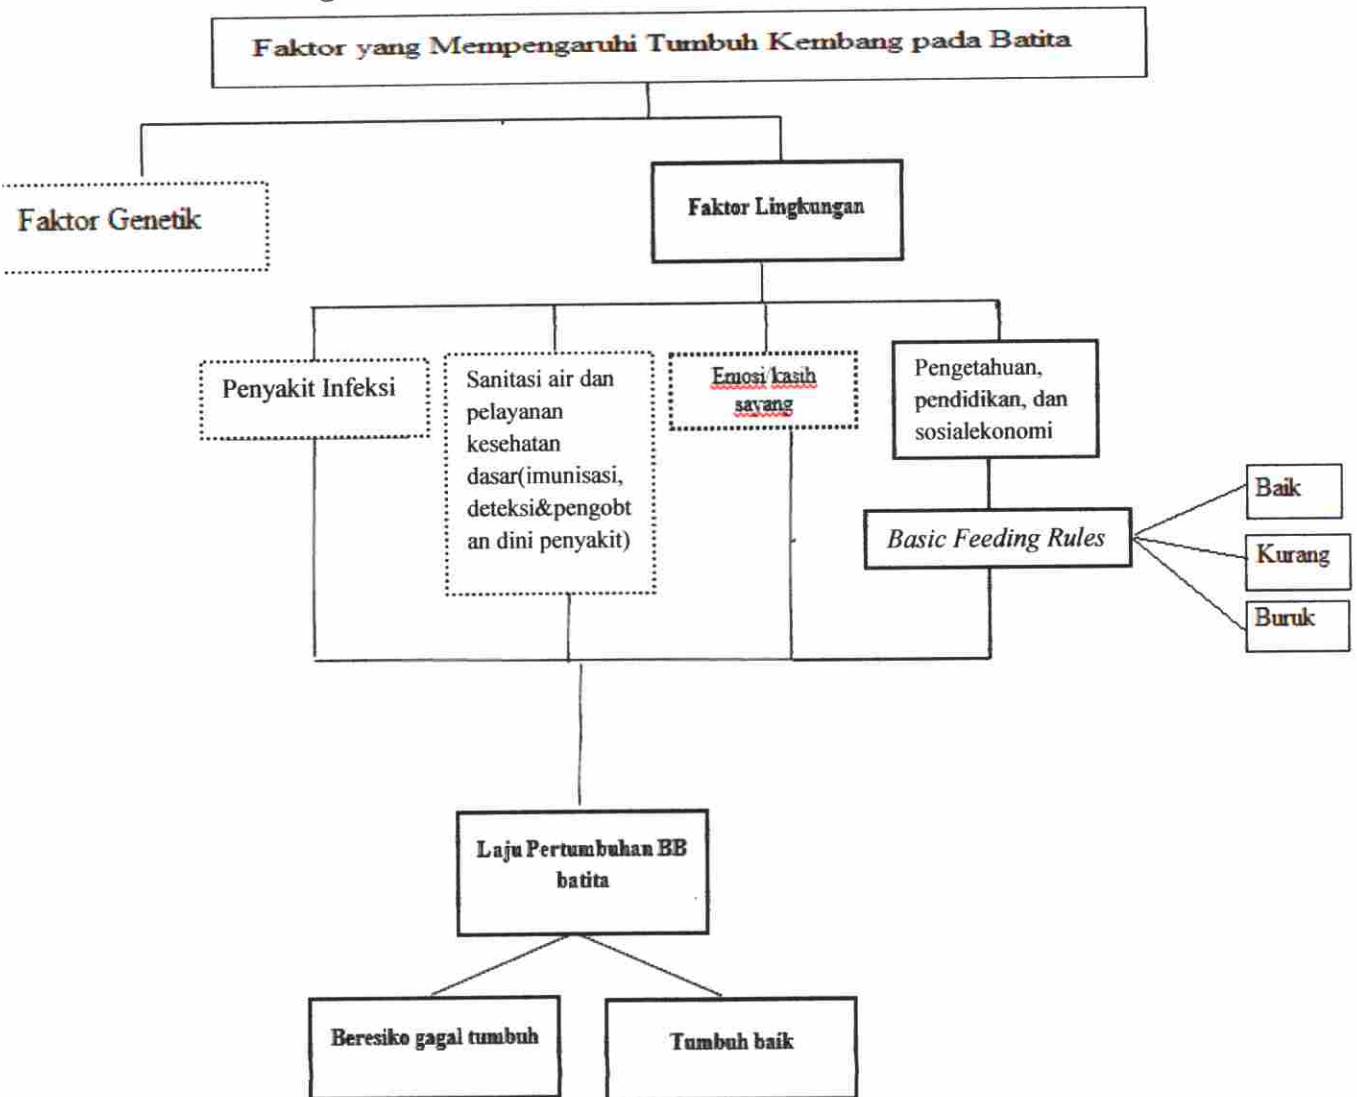 Faktor yang Mempengaruhi Tumbuh Kembang pada Batita
Faktor Genetik
Faktor Lingkungan
Penyakit Infeksi
Sanitasi air dan
pelayanan
kesehatan
dasar(imunisasi,
deteksi&pengobt
an dini penyakit)
Emosi/kasih
sayang
Pengetahuan,
pendidikan, dan
sosialekonomi
Basic Feeding Rules
Baik
Kurang
Buruk
Laju Pertumbuhan BB
batita
Beresiko gagal tumbuh
Tumbuh baik